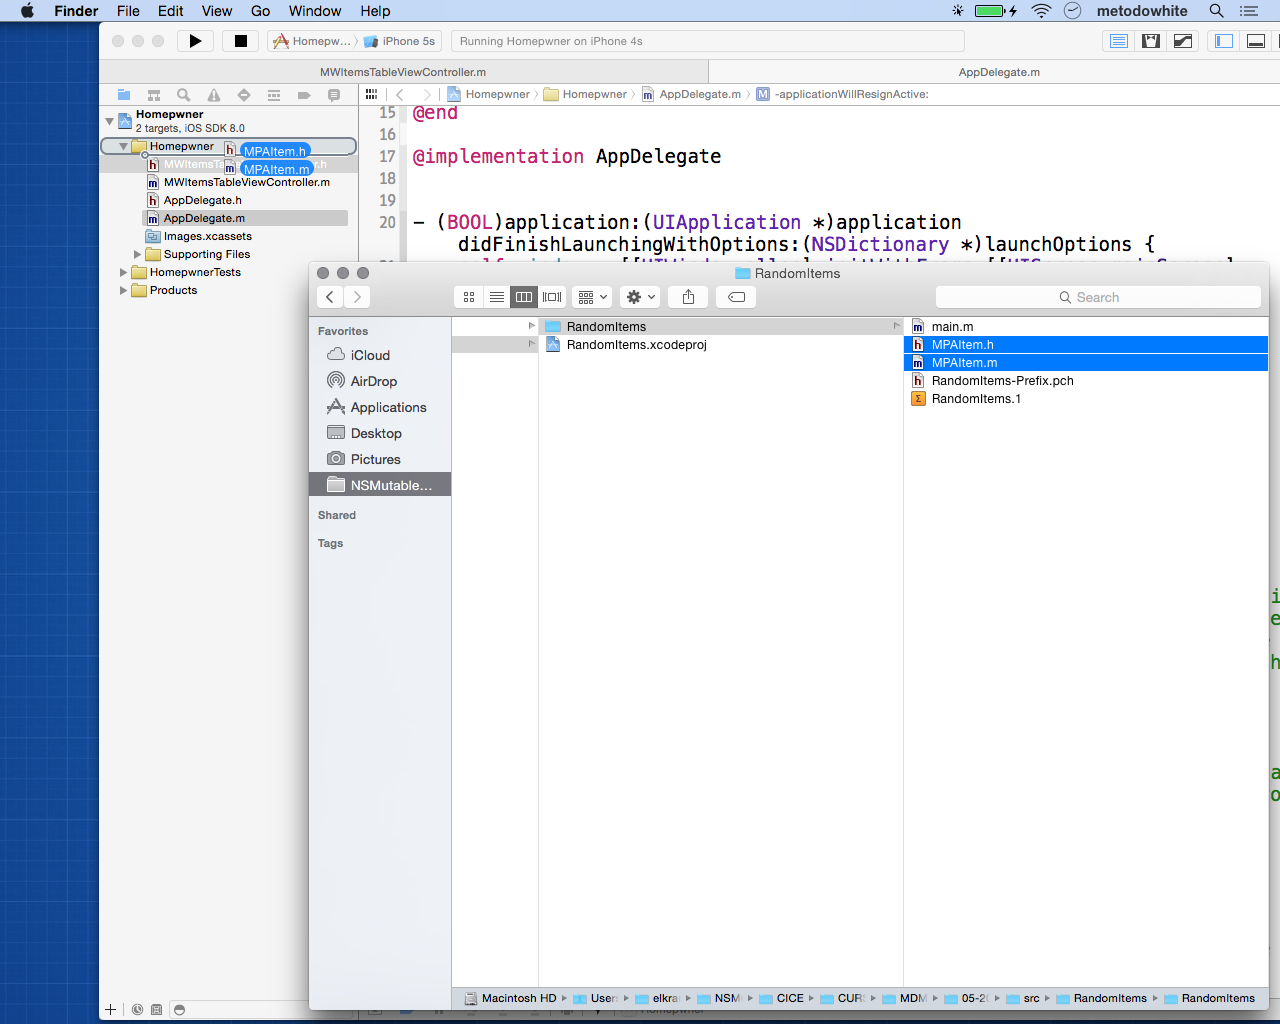 Finder File Edit View Go Window Help metodowhite
Homepw... iPhone 5s Running Homepwner on iPhone 4s
MWItemsTableViewController.m AppDelegate.m
Homepwner Homepwner AppDelegate.m M -applicationWillResignActive:
Homepwner
2 targets, iOS SDK 8.0
Homepwner
MPAItem.h
MPAItem.m
MWItemsTableViewController.m
AppDelegate.h
AppDelegate.m
Images.xcassets
Supporting Files
HomepwnerTests
Products
15 @end
16
17 @implementation AppDelegate
18
19
20 - (BOOL)application:(UIApplication *)application
didFinishLaunchingWithOptions:(NSDictionary *)launchOptions {
RandomItems
Search
Favorites
iCloud
AirDrop
Applications
Desktop
Pictures
NSMutable...
Shared
Tags
RandomItems
RandomItems.xcodeproj
main.m
MPAItem.h
MPAItem.m
RandomItems-Prefix.pch
RandomItems.1
Macintosh HD User elkra NSM CICE CUR MDM 05-2 src RandomItems RandomItems
Homepwner